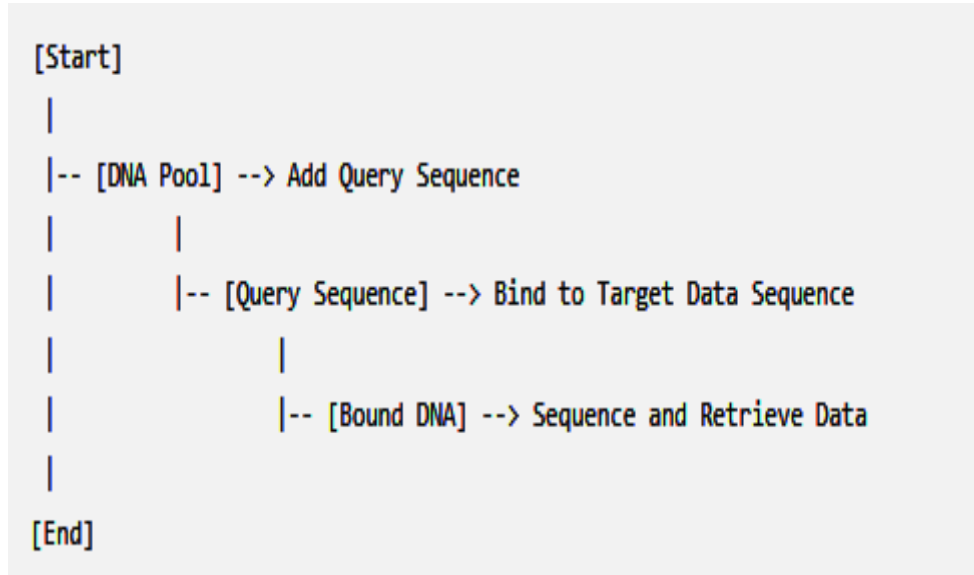 [Start]
|
|-- [DNA Pool] --> Add Query Sequence
|        |
|        |-- [Query Sequence] --> Bind to Target Data Sequence
|                |
|                |-- [Bound DNA] --> Sequence and Retrieve Data
|
[End]